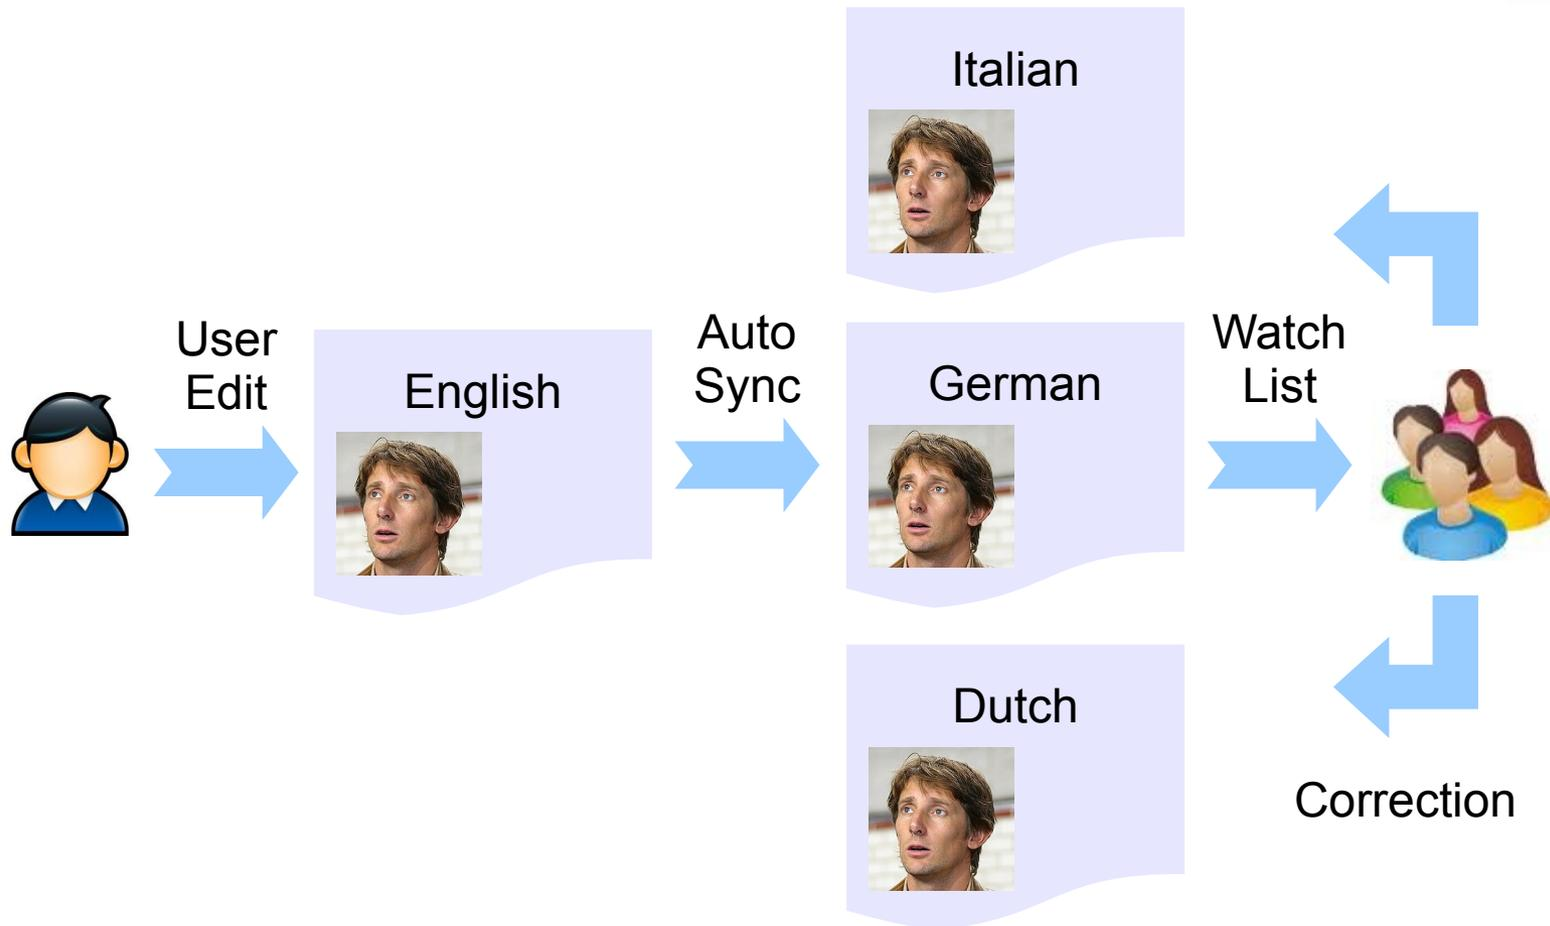 Italian
User
Edit
English
Auto
Sync
German
Watch
List
Dutch
Correction